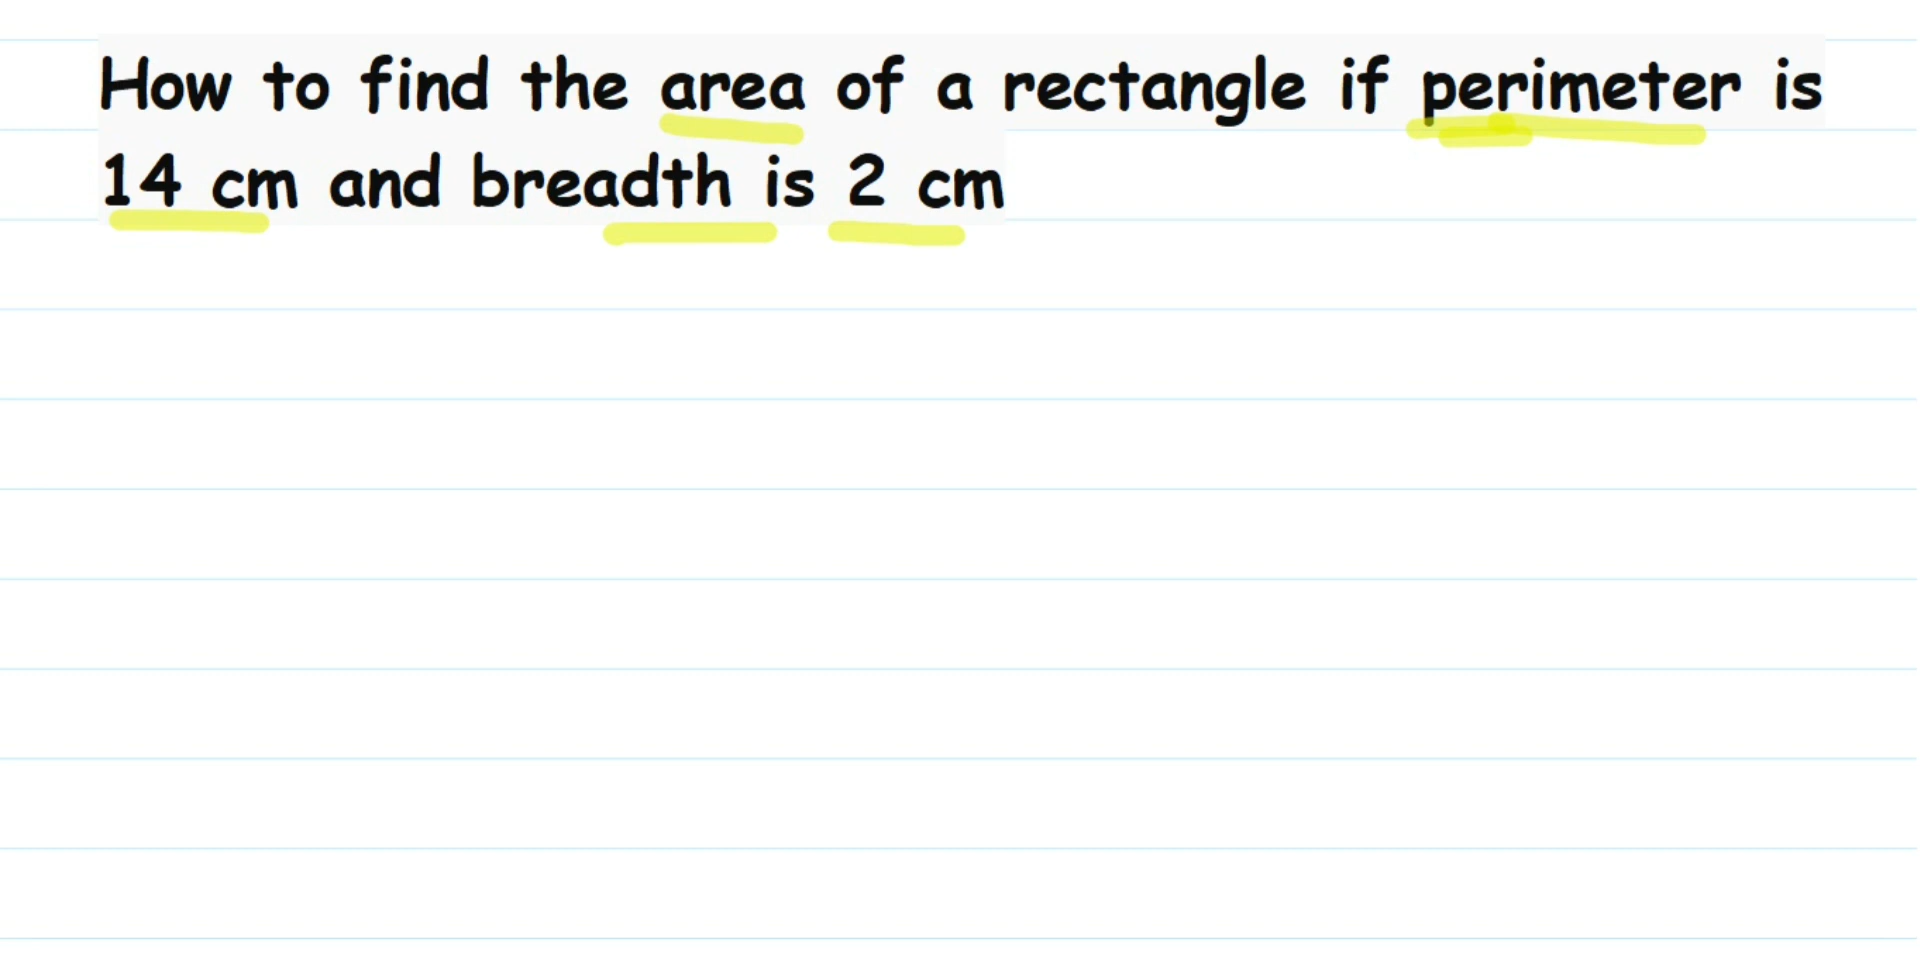 How to find the area of a rectangle if perimeter is
14 cm and breadth is 2 cm